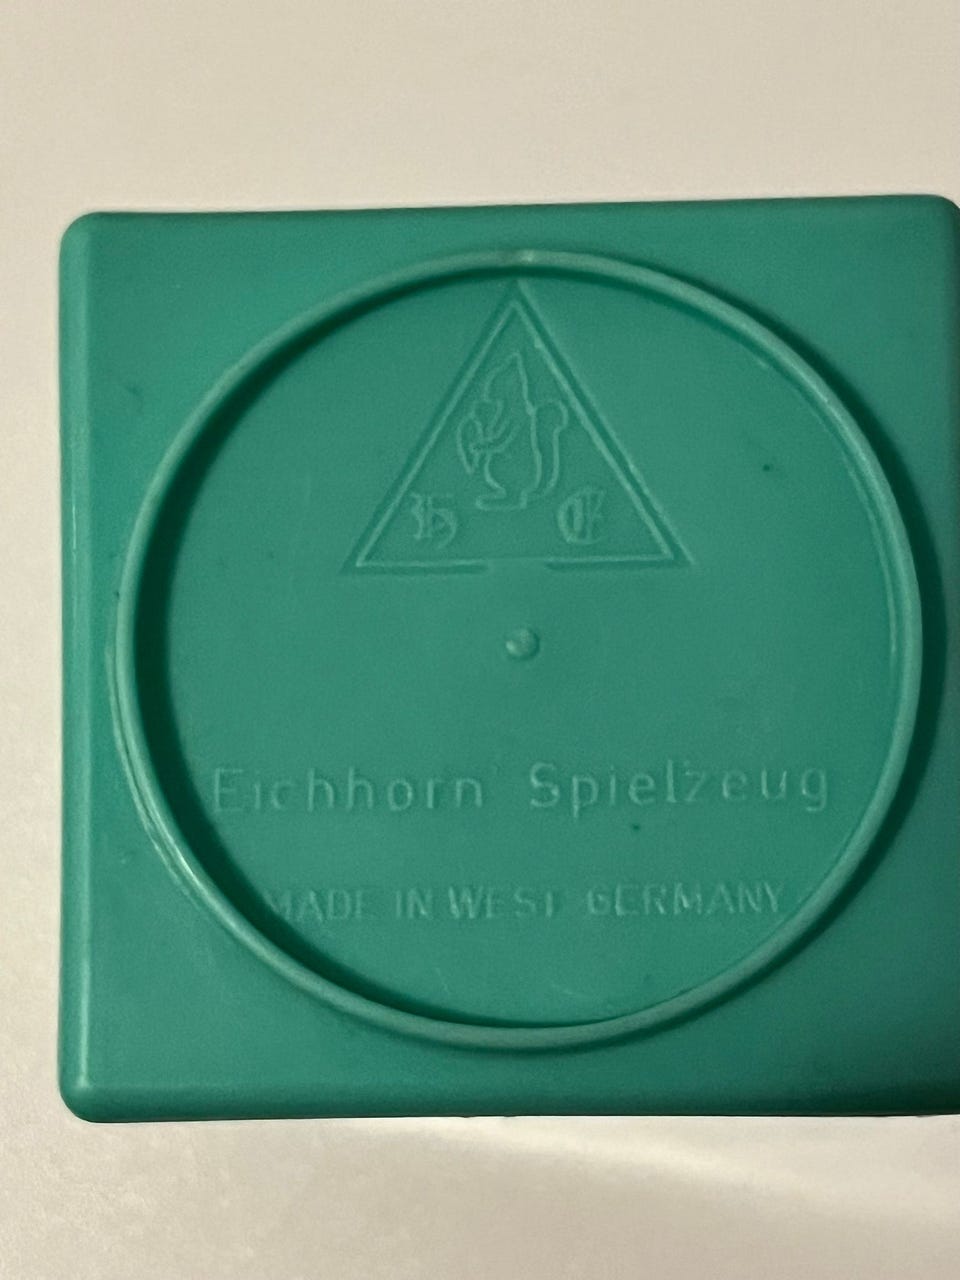 H E
Eichhorn Spielzeug
MADE IN WEST GERMANY